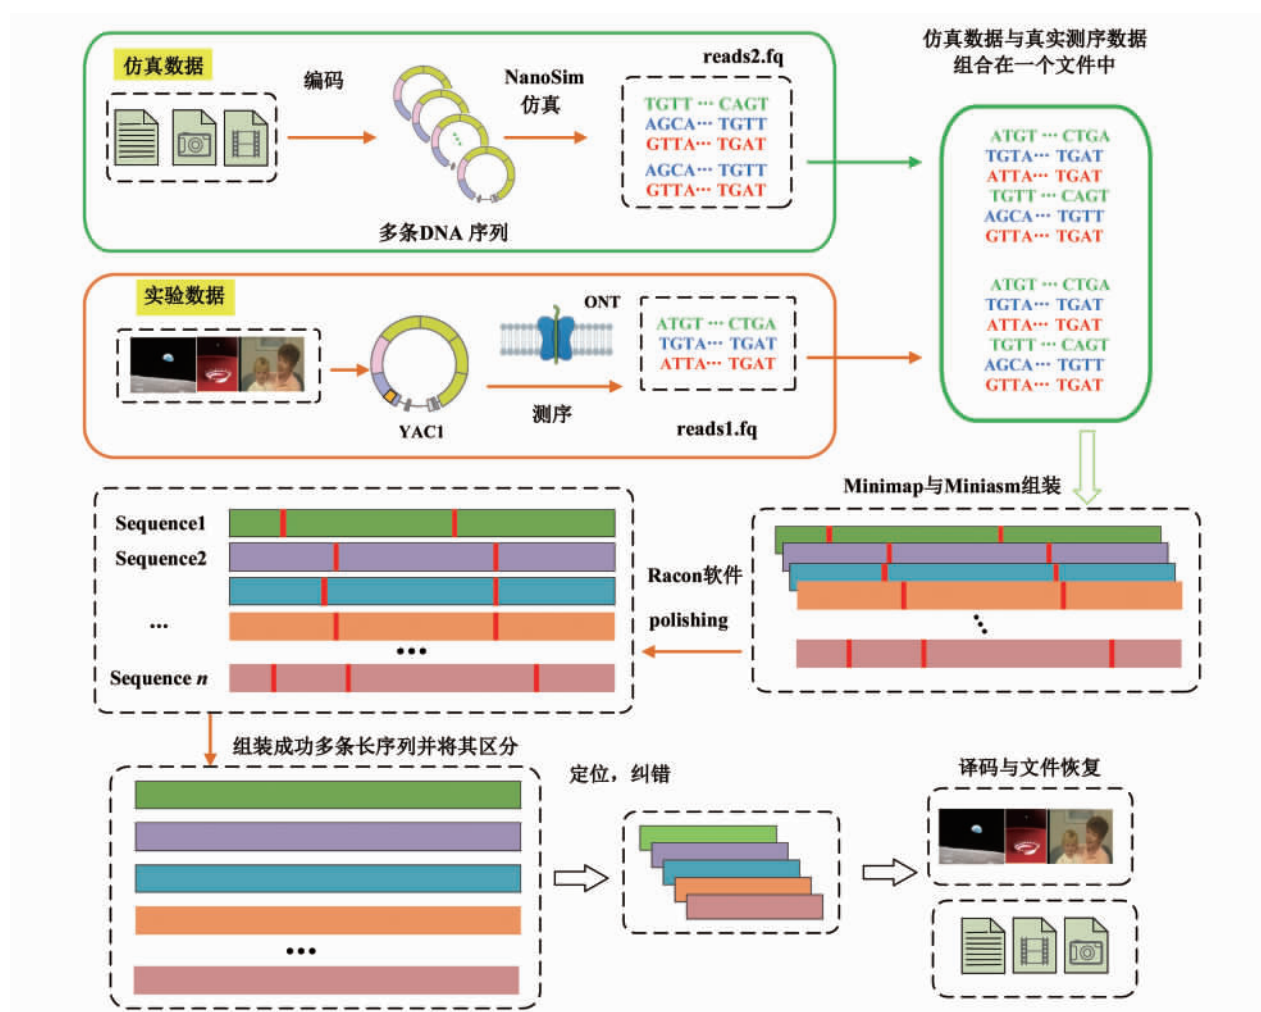 仿真数据
编码
NanoSim
仿真
reads2.fq
TGTT ··· CAGT
AGCA··· TGTT
GTTA··· TGAT
AGCA··· TGTT
GTTA··· TGAT
多条DNA 序列
仿真数据与真实测序数据
组合在一个文件中
ATGT ··· CTGA
TGTA··· TGAT
ATTA··· TGAT
TGTT ··· CAGT
AGCA··· TGTT
GTTA··· TGAT
ATGT ··· CTGA
TGTA··· TGAT
ATTA··· TGAT
TGTT ··· CAGT
AGCA··· TGTT
GTTA··· TGAT
实验数据
YAC1
ONT
测序
ATGT ··· CTGA
TGTA··· TGAT
ATTA··· TGAT
reads1.fq
Minimap与Miniasm组装
Racon软件
polishing
Sequence1
Sequence2
···
Sequence n
组装成功多条长序列并将其区分
定位，纠错
译码与文件恢复